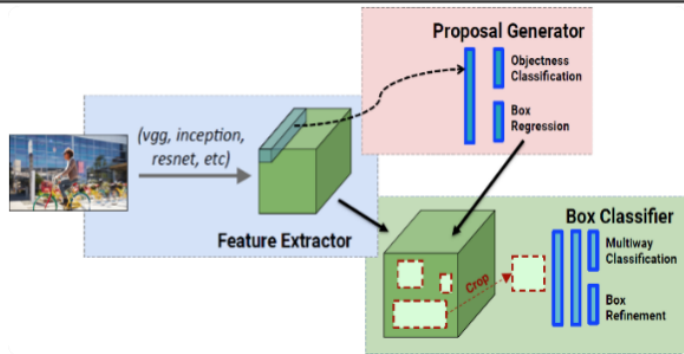 Proposal Generator
Objectness
Classification
Box
Regression
(vgg, inception,
resnet, etc)
Feature Extractor
Box Classifier
Crop
Multiway
Classification
Box
Refinement